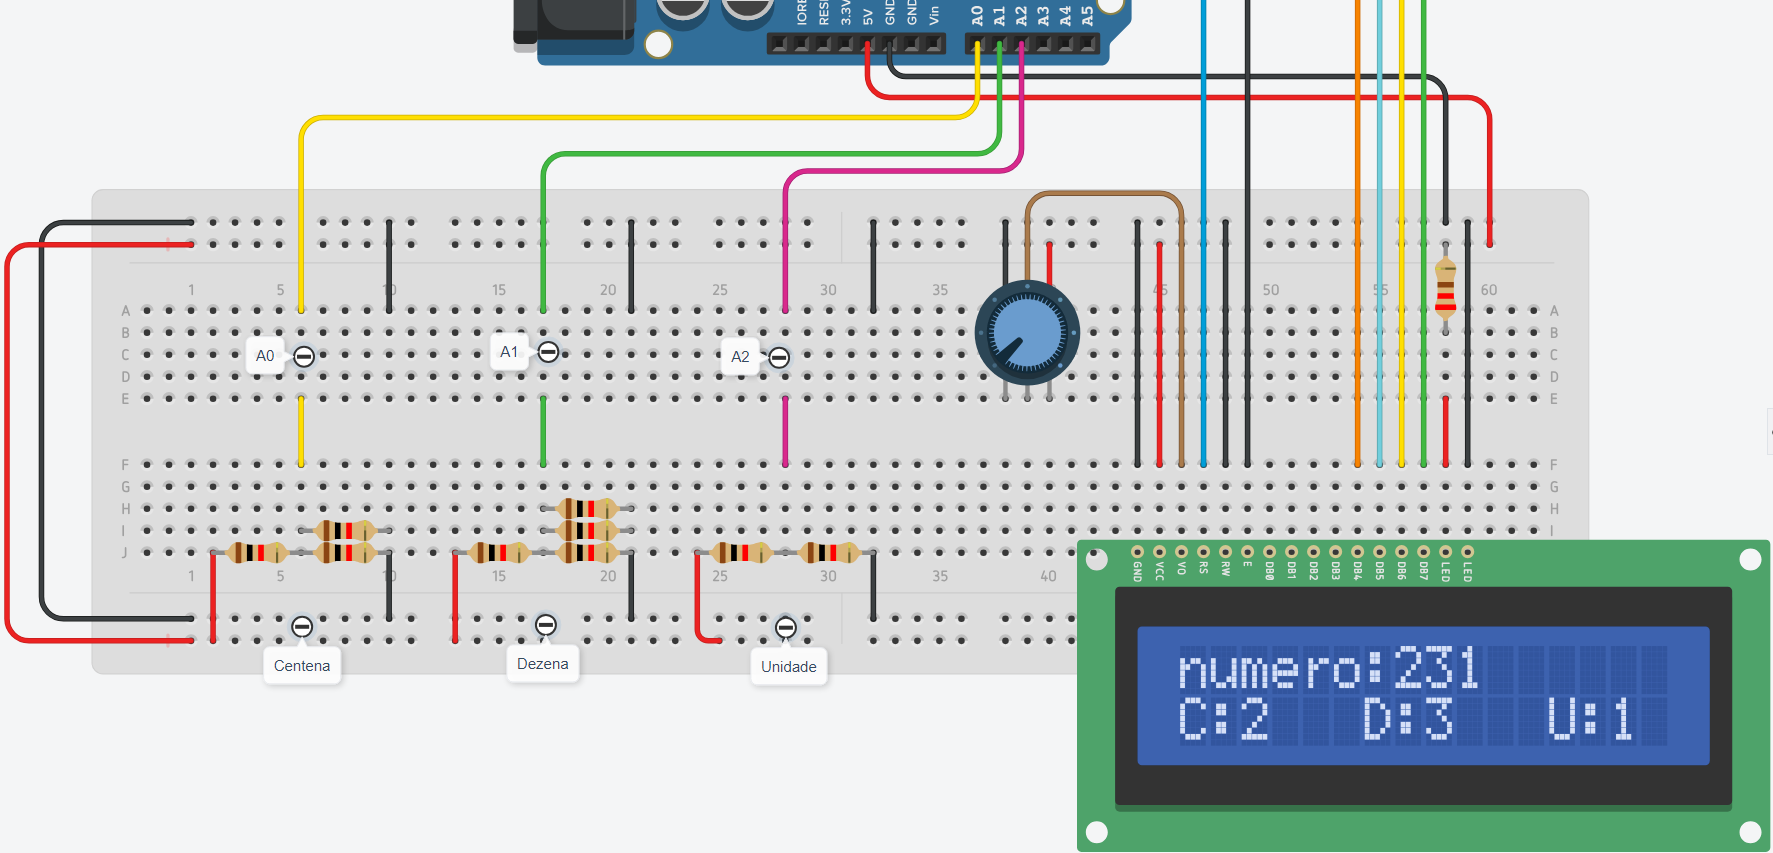 IORE
RESE
3.3V
5V
GND
GND
Vin
A0
A1
A2
A3
A4
A5
1 5 10 15 20 25 30 35 45 50 55 60
A A
B B
C C
D D
E E
A0
A1
A2
F F
G G
H H
I I
J
1 5 10 15 20 25 30 35 40
GND
VCC
VO
RS
RW
E
DB0
DB1
DB2
DB3
DB4
DB5
DB6
DB7
LED
LED
Centena
Dezena
Unidade
numero:231
C:2 D:3 U:1